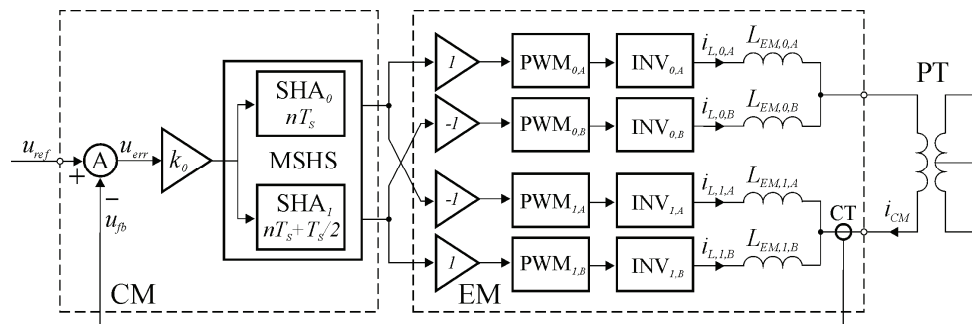 u_ref
+
A
−
u_fb
u_err
k_0
SHA_0
nT_S
MSHS
SHA_1
nT_S+T_S/2
CM
1
PWM_0,A
INV_0,A
i_L,0,A
L_EM,0,A
-1
PWM_0,B
INV_0,B
i_L,0,B
L_EM,0,B
-1
PWM_1,A
INV_1,A
i_L,1,A
L_EM,1,A
1
PWM_1,B
INV_1,B
i_L,1,B
L_EM,1,B
EM
CT
i_CM
PT